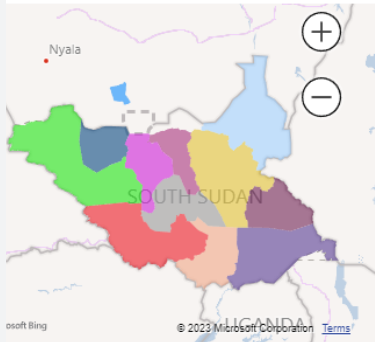 +
Nyala
−
SOUTH SUDAN
UGANDA
osoft Bing
© 2023 Microsoft Corporation Terms